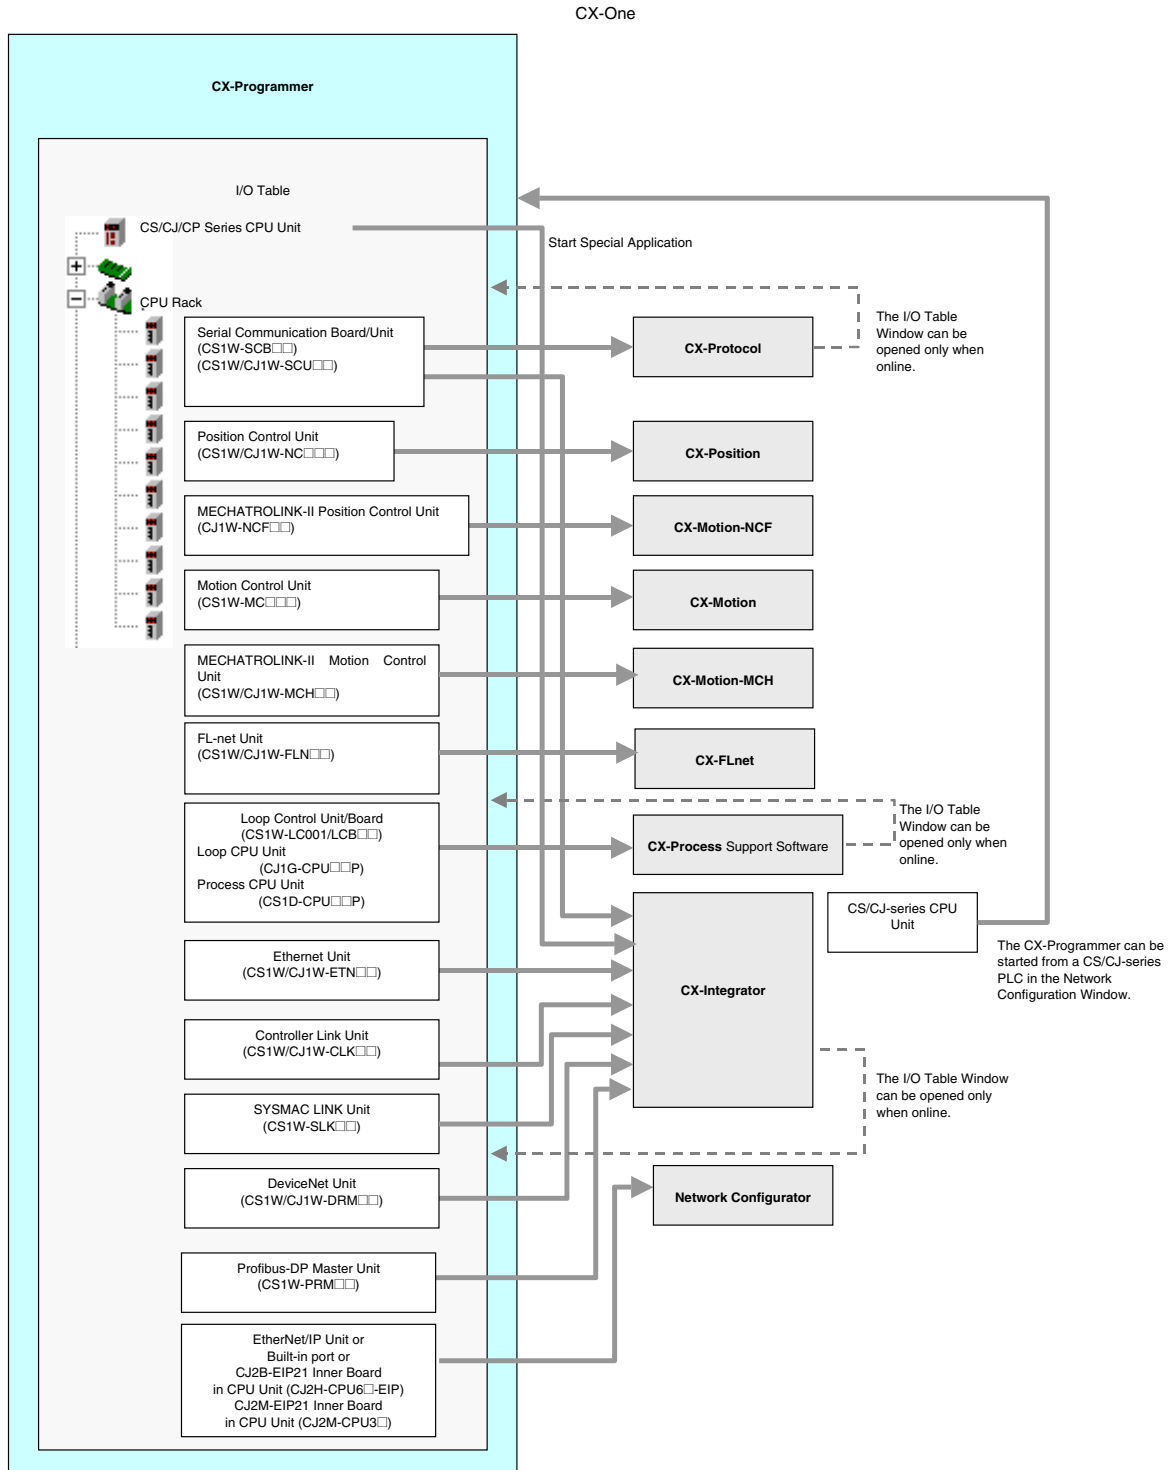 CX-One
CX-Programmer
I/O Table
CS/CJ/CP Series CPU Unit
Start Special Application
CPU Rack
Serial Communication Board/Unit
(CS1W-SCB□□)
(CS1W/CJ1W-SCU□□)
CX-Protocol
The I/O Table
Window can be
opened only when
online.
Position Control Unit
(CS1W/CJ1W-NC□□□)
CX-Position
MECHATROLINK-II Position Control Unit
(CJ1W-NCF□□)
CX-Motion-NCF
Motion Control Unit
(CS1W-MC□□□)
CX-Motion
MECHATROLINK-II Motion Control
Unit
(CS1W/CJ1W-MCH□□)
CX-Motion-MCH
FL-net Unit
(CS1W/CJ1W-FLN□□)
CX-FLnet
Loop Control Unit/Board
(CS1W-LC001/LCB□□)
Loop CPU Unit
(CJ1G-CPU□□P)
Process CPU Unit
(CS1D-CPU□□P)
CX-Process Support Software
The I/O Table
Window can be
opened only when
online.
CS/CJ-series CPU
Unit
The CX-Programmer can be
started from a CS/CJ-series
PLC in the Network
Configuration Window.
Ethernet Unit
(CS1W/CJ1W-ETN□□)
CX-Integrator
Controller Link Unit
(CS1W/CJ1W-CLK□□)
The I/O Table Window
can be opened only
when online.
SYSMAC LINK Unit
(CS1W-SLK□□)
DeviceNet Unit
(CS1W/CJ1W-DRM□□)
Network Configurator
Profibus-DP Master Unit
(CS1W-PRM□□)
EtherNet/IP Unit or
Built-in port or
CJ2B-EIP21 Inner Board
in CPU Unit (CJ2H-CPU6□-EIP)
CJ2M-EIP21 Inner Board
in CPU Unit (CJ2M-CPU3□)